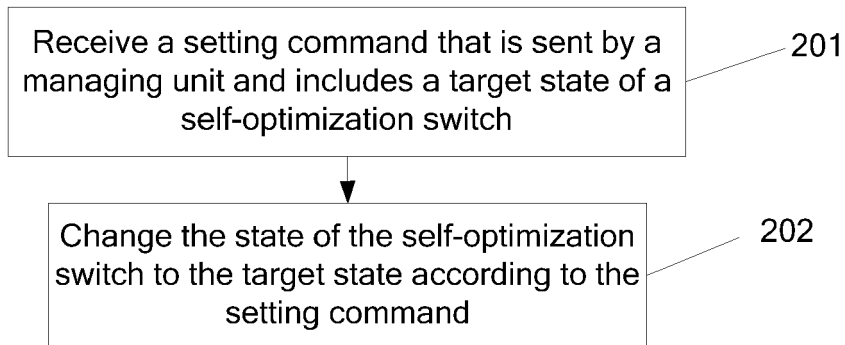 Receive a setting command that is sent by a
managing unit and includes a target state of a
self-optimization switch
201
Change the state of the self-optimization
switch to the target state according to the
setting command
202